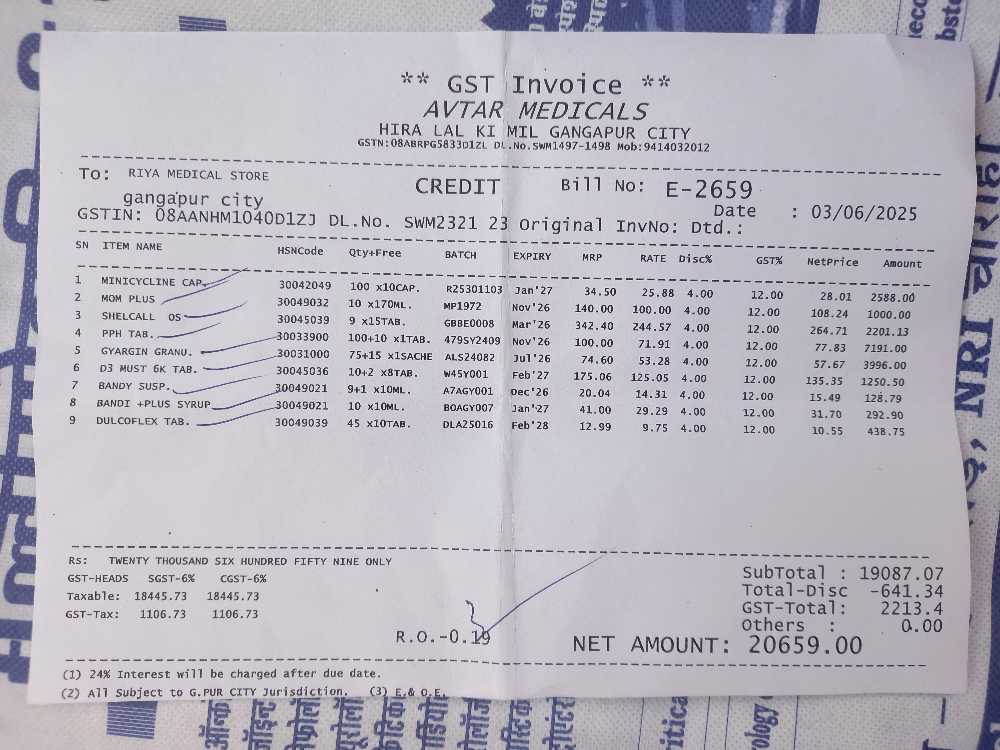 ** GST Invoice **
AVTAR MEDICALS
HIRA LAL KI MIL GANGAPUR CITY
GSTN:08ABRPG5833D1ZL DL.No.SWM1497-1498 Mob:9414032012
To: RIYA MEDICAL STORE CREDIT Bill No: E-2659
gangapur city Date : 03/06/2025
GSTIN: 08AANHM1040D1ZJ DL.No. SWM2321 23 Original InvNo: Dtd.:
SN ITEM NAME HSNCode Qty+Free BATCH EXPIRY MRP RATE Disc% GST% NetPrice Amount
1 MINICYCLINE CAP 30042049 100 x10CAP. R25301103 Jan'27 34.50 25.88 4.00 12.00 28.01 2588.00
2 MOM PLUS 30049032 10 x170ML. MP1972 Nov'26 140.00 100.00 4.00 12.00 108.24 1000.00
3 SHELCALL OS 30045039 9 x15TAB. GBBE0008 Mar'26 342.40 244.57 4.00 12.00 264.71 2201.13
4 PPH TAB. 30033900 100+10 x1TAB. 479SY2409 Nov'26 100.00 71.91 4.00 12.00 77.83 7191.00
5 GYARGIN GRANU. 30031000 75+15 x1SACHE ALS24082 Jul'26 74.60 53.28 4.00 12.00 57.67 3996.00
6 D3 MUST 6K TAB. 30045036 10+2 x8TAB. W45Y001 Feb'27 175.06 125.05 4.00 12.00 135.35 1250.50
7 BANDY SUSP. 30049021 9+1 x10ML. A7AGY001 Dec'26 20.04 14.31 4.00 12.00 15.49 128.79
8 BANDI +PLUS SYRUP 30049021 10 x10ML. BOAGY007 Jan'27 41.00 29.29 4.00 12.00 31.70 292.90
9 DULCOFLEX TAB. 30049039 45 x10TAB. DLA25016 Feb'28 12.99 9.75 4.00 12.00 10.55 438.75
Rs: TWENTY THOUSAND SIX HUNDRED FIFTY NINE ONLY
GST-HEADS SGST-6% CGST-6%
Taxable: 18445.73 18445.73
GST-Tax: 1106.73 1106.73
SubTotal : 19087.07
Total-Disc -641.34
GST-Total: 2213.4
Others : 0.00
R.O.-0.19 NET AMOUNT: 20659.00
(1) 24% Interest will be charged after due date.
(2) All Subject to G.PUR CITY Jurisdiction. (3) E.& O.E.
NRI